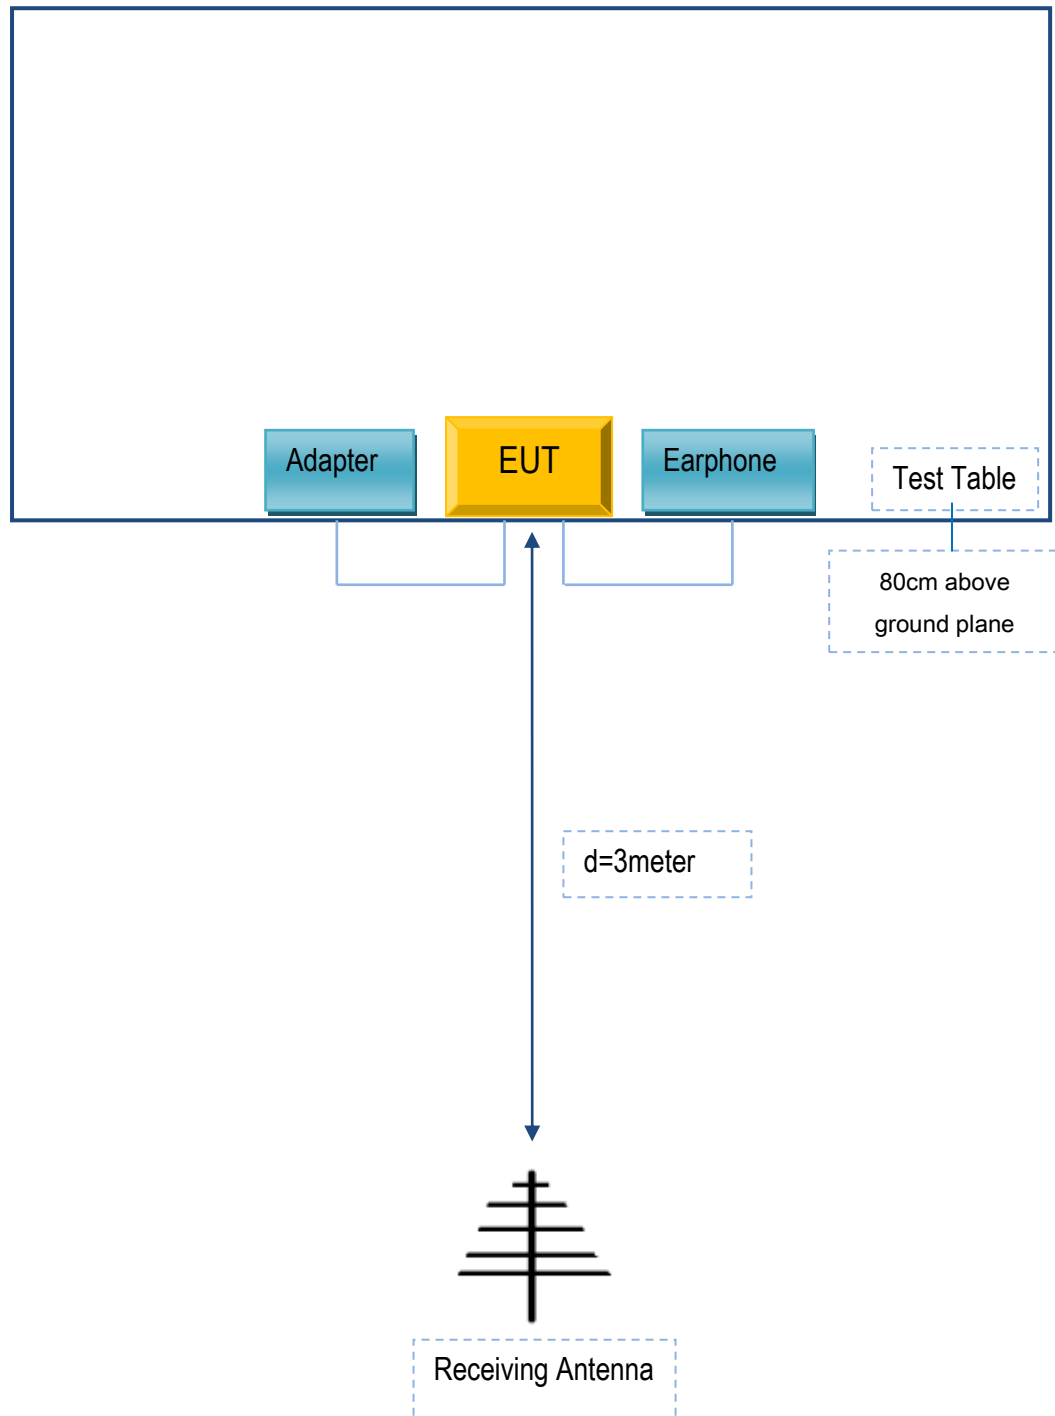 Adapter
EUT
Earphone
Test Table
80cm above
ground plane
d=3meter
Receiving Antenna